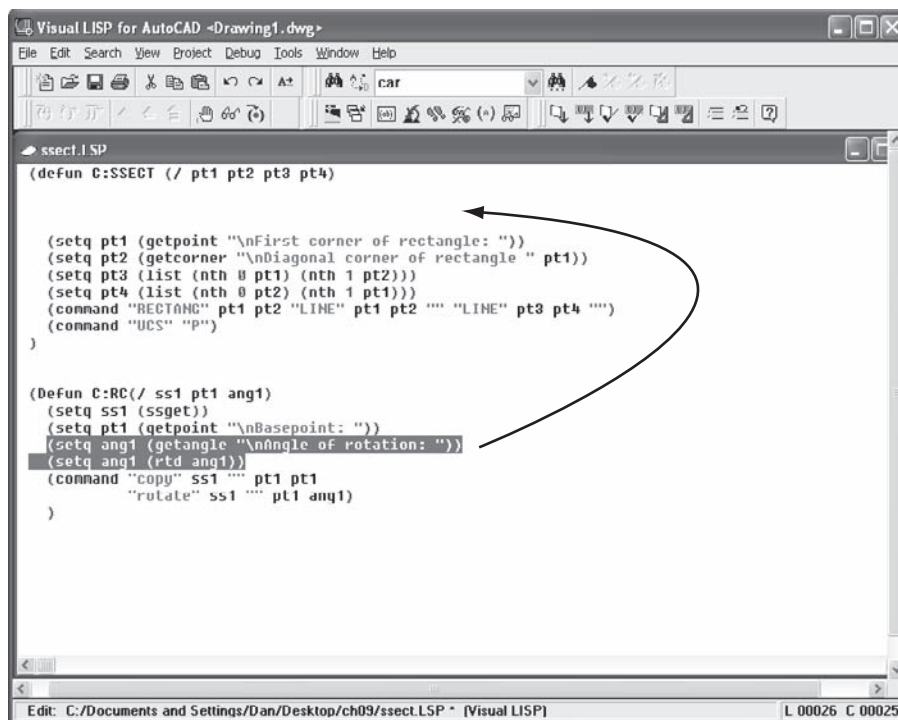 Visual LISP for AutoCAD <Drawing1.dwg>
File Edit Search View Project Debug Tools Window Help
car
ssect.LSP
(defun C:SSECT (/ pt1 pt2 pt3 pt4)
(setq pt1 (getpoint "\nFirst corner of rectangle: "))
(setq pt2 (getcorner "\nDiagonal corner of rectangle " pt1))
(setq pt3 (list (nth 0 pt1) (nth 1 pt2)))
(setq pt4 (list (nth 0 pt2) (nth 1 pt1)))
(command "RECTANG" pt1 pt2 "LINE" pt1 pt2 "" "LINE" pt3 pt4 "")
(command "UCS" "P")
)
(Defun C:RC(/ ss1 pt1 ang1)
(setq ss1 (ssget))
(setq pt1 (getpoint "\nBasepoint: "))
(setq ang1 (getangle "\nAngle of rotation: "))
(setq ang1 (rtd ang1))
(command "copy" ss1 "" pt1 pt1
"rotate" ss1 "" pt1 ang1)
)
Edit: C:/Documents and Settings/Dan/Desktop/ch09/ssect.LSP * (Visual LISP) L 00026 C 00025